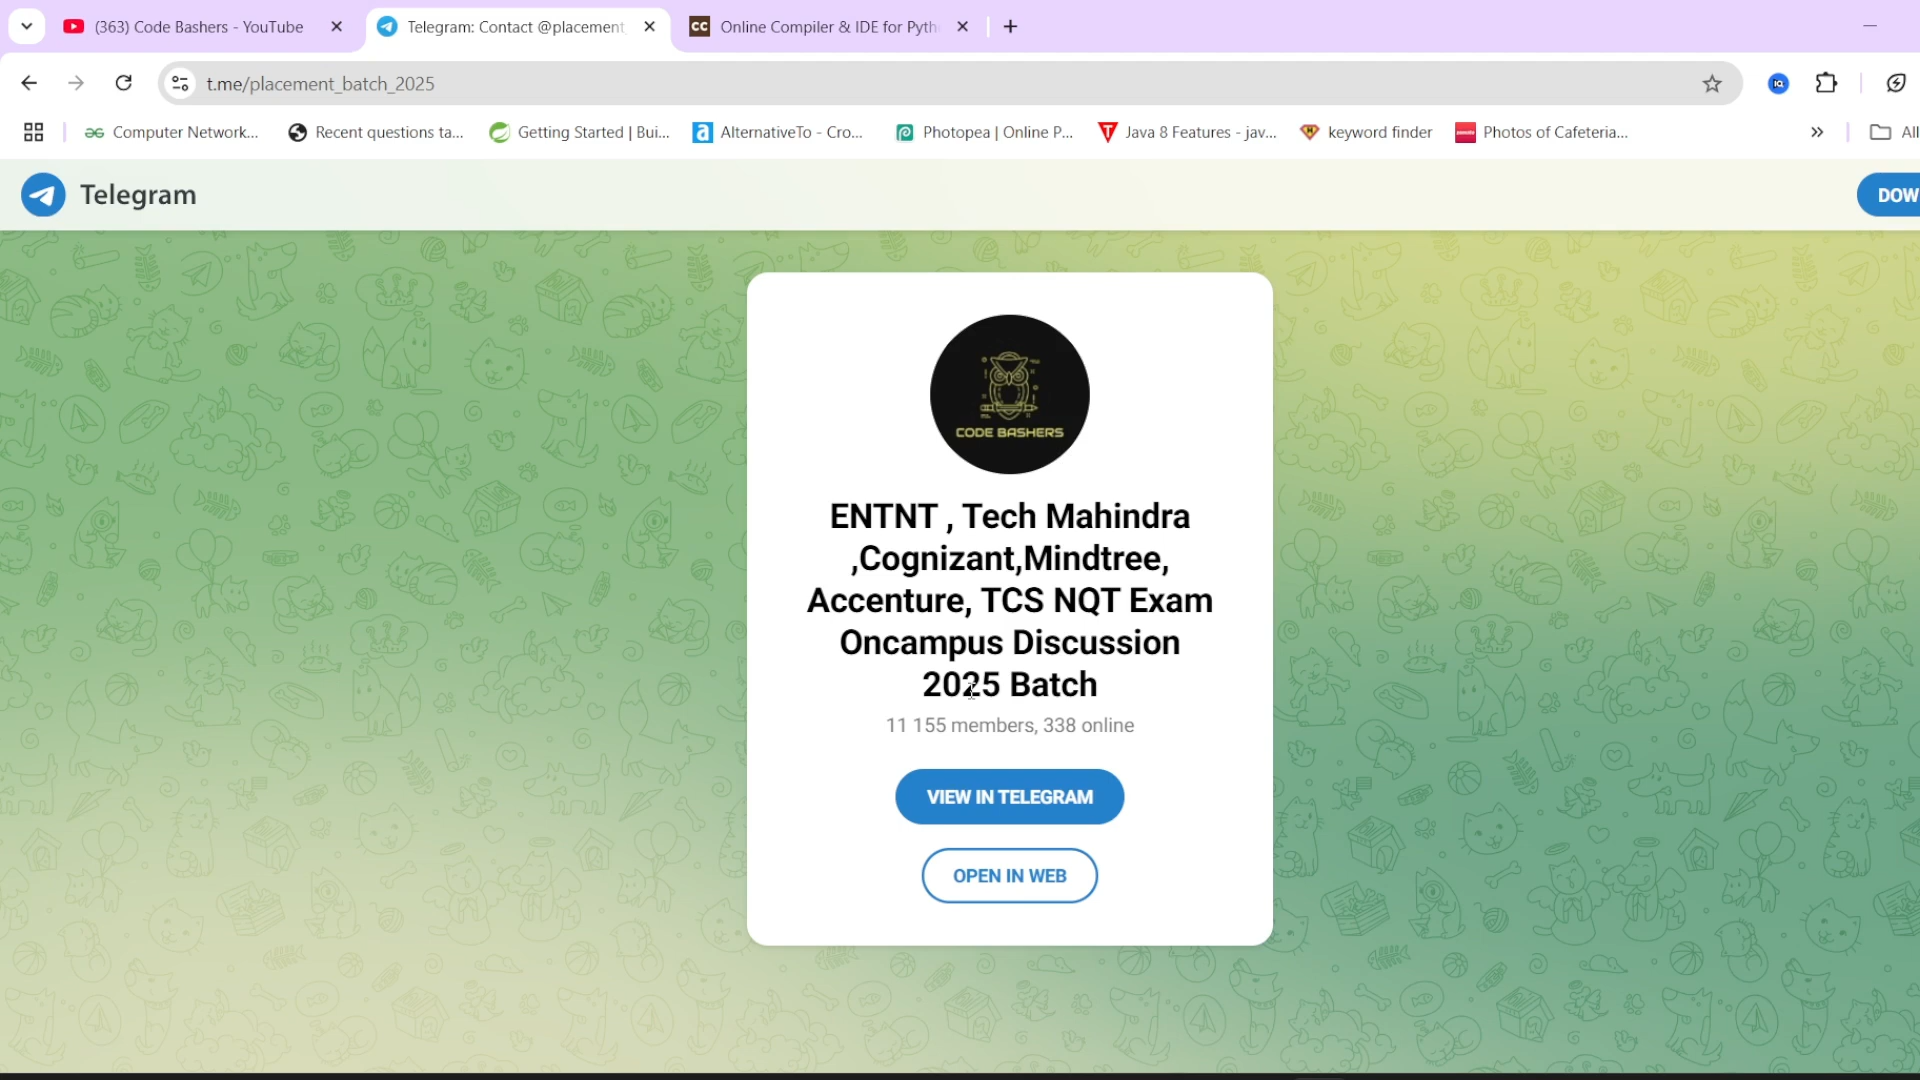 (363) Code Bashers - YouTube
Telegram: Contact @placement
CC Online Compiler & IDE for Pyth
t.me/placement_batch_2025
Computer Network...
Recent questions ta...
Getting Started | Bui...
AlternativeTo - Cro...
Photopea | Online P...
Java 8 Features - jav...
keyword finder
Photos of Cafeteria...
All
Telegram
DOW
CODE BASHERS
ENTNT , Tech Mahindra
,Cognizant,Mindtree,
Accenture, TCS NQT Exam
Oncampus Discussion
2025 Batch
11 155 members, 338 online
VIEW IN TELEGRAM
OPEN IN WEB